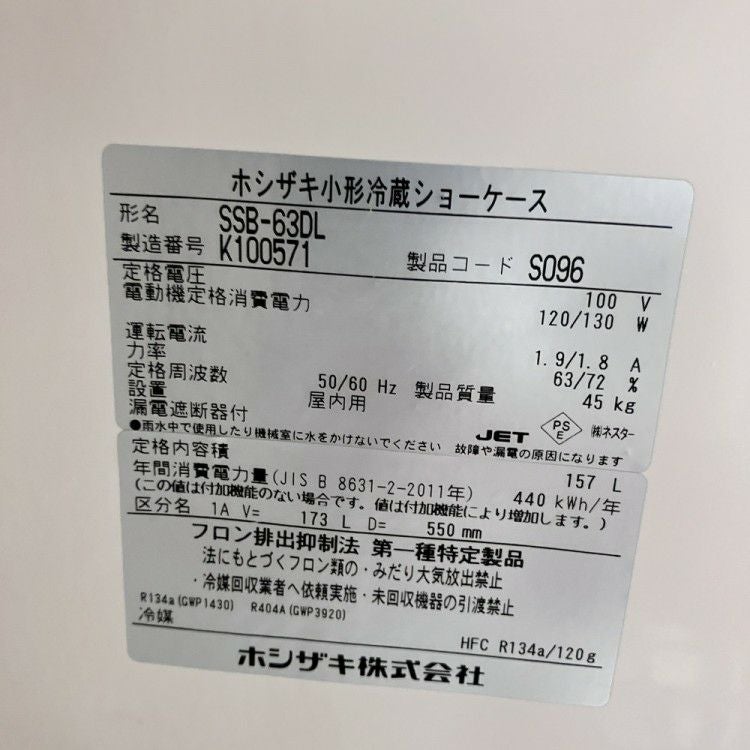 ホシザキ小形冷蔵ショーケース
形名 SSB-63DL
製造番号 K100571 製品コード S096
定格電圧 100 V
電動機定格消費電力 120/130 W
運転電流 1.9/1.8 A
力率 63/72 %
定格周波数 50/60 Hz 製品質量 45 kg
設置 屋内用
漏電遮断器付 JET PS E ㈱ネスター
●雨水中で使用したり機械室に水をかけないでください 故障や漏電の原因になります
定格内容積 157 L
年間消費電力量(JIS B 8631-2-2011年) 440 kWh/年
(この値は付加機能のない場合です。値は付加機能により増加します。)
区分名 1A V= 173 L D= 550 mm
フロン排出抑制法 第一種特定製品
法にもとづくフロン類の・みだり大気放出禁止
・冷媒回収業者へ依頼実施・未回収機器の引渡禁止
R134a(GWP1430) R404A(GWP3920)
冷媒 HFC R134a/120g
ホシザキ株式会社